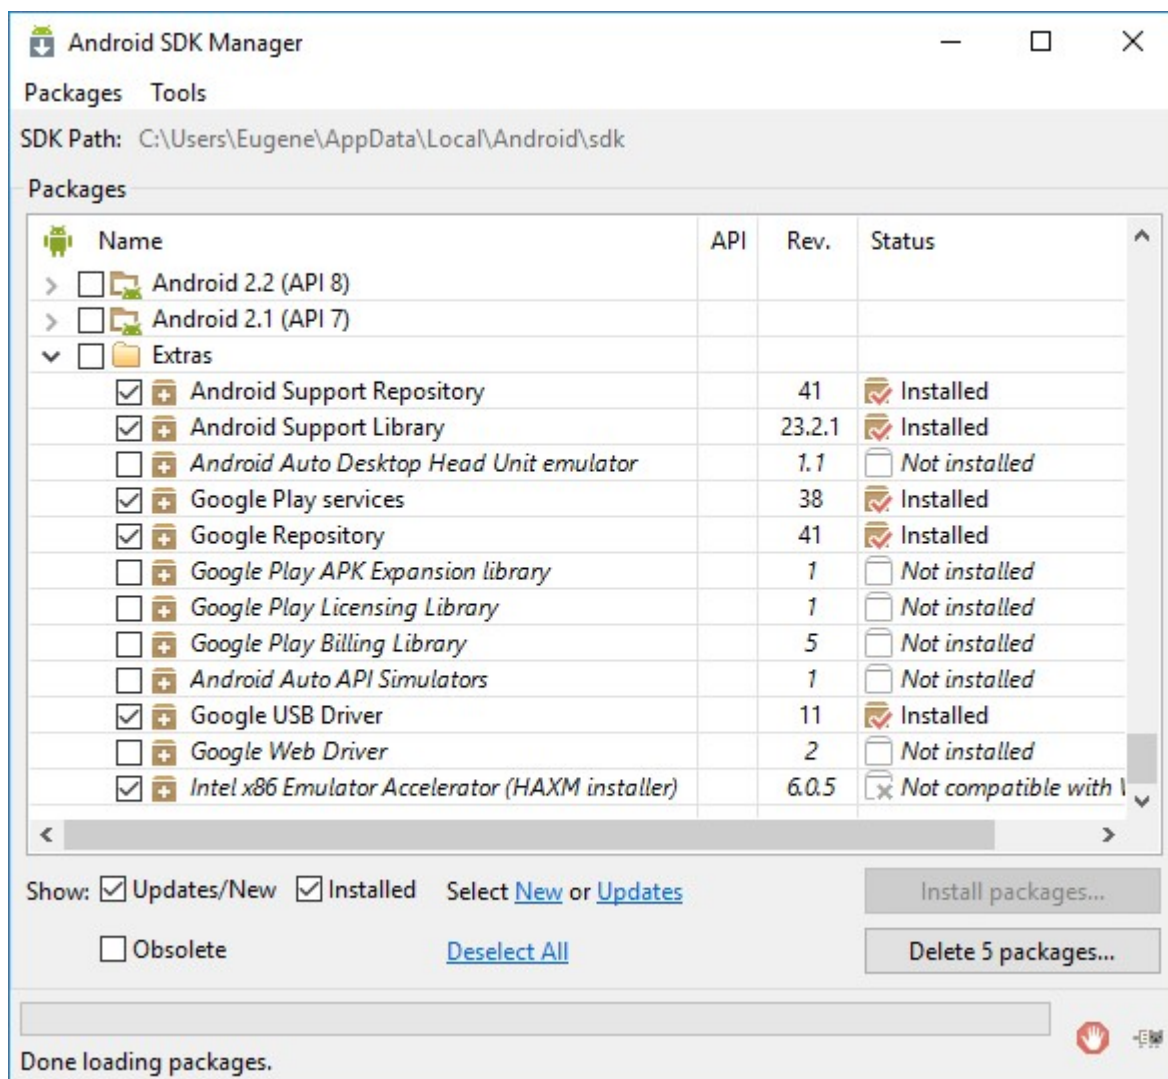 Android SDK Manager
Packages Tools
SDK Path: C:\Users\Eugene\AppData\Local\Android\sdk
Packages
Name API Rev. Status
Android 2.2 (API 8)
Android 2.1 (API 7)
Extras
Android Support Repository 41 Installed
Android Support Library 23.2.1 Installed
Android Auto Desktop Head Unit emulator 1.1 Not installed
Google Play services 38 Installed
Google Repository 41 Installed
Google Play APK Expansion library 1 Not installed
Google Play Licensing Library 1 Not installed
Google Play Billing Library 5 Not installed
Android Auto API Simulators 1 Not installed
Google USB Driver 11 Installed
Google Web Driver 2 Not installed
Intel x86 Emulator Accelerator (HAXM installer) 6.0.5 Not compatible with
Show: Updates/New Installed Select New or Updates Install packages...
Obsolete Deselect All Delete 5 packages...
Done loading packages.